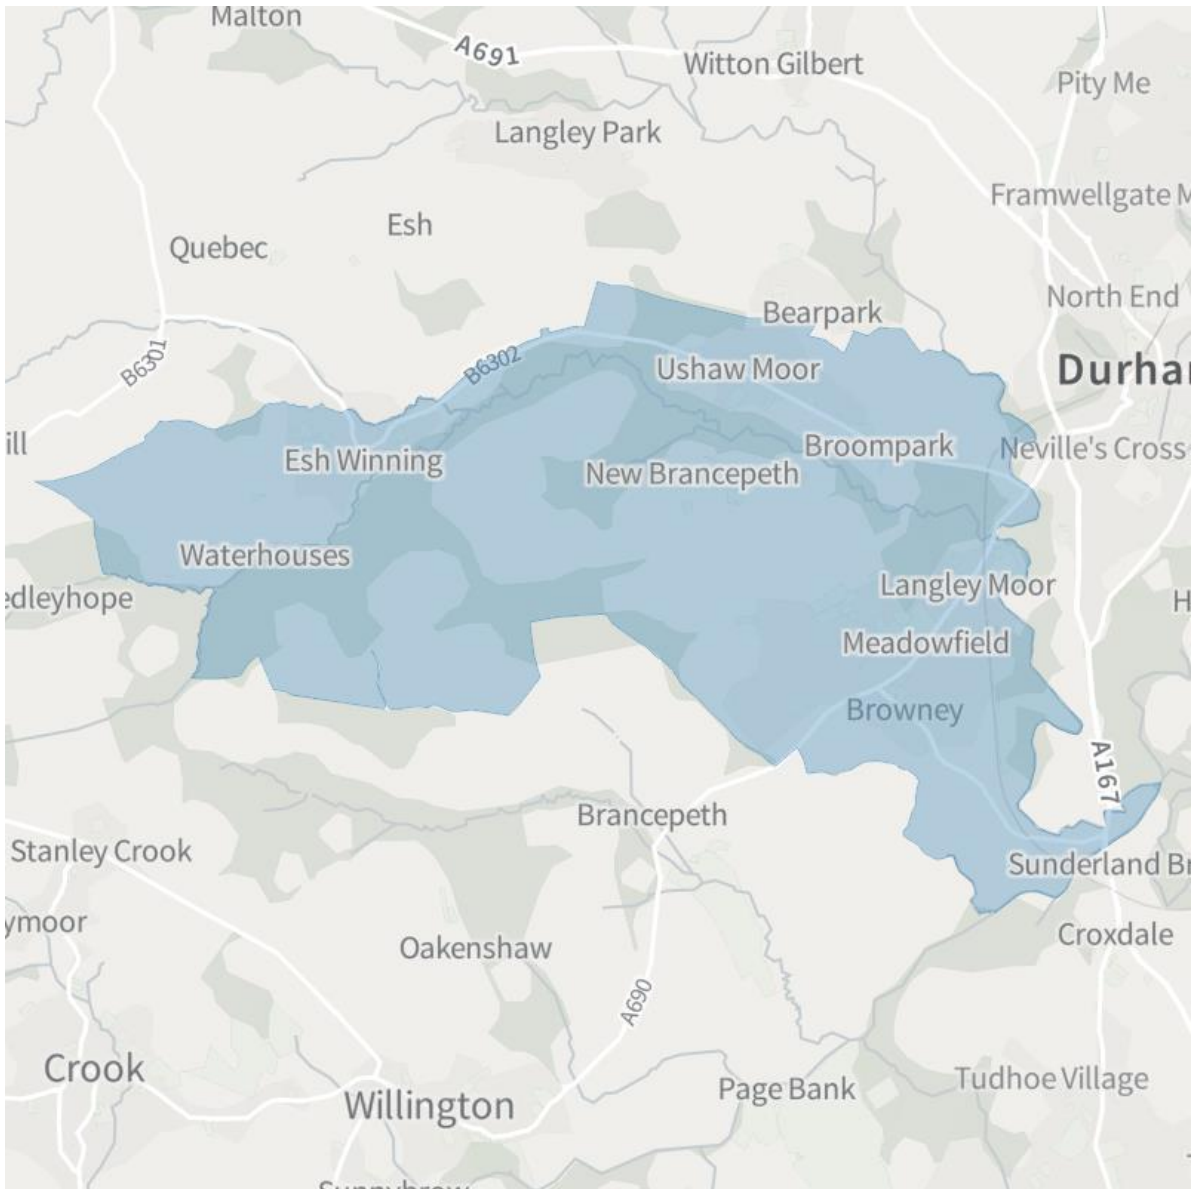 Malton
A691
Witton Gilbert
Pity Me
Langley Park
Framwellgate M
Esh
Quebec
North End
Bearpark
B6301
B6302
Ushaw Moor
Durha
ill
Esh Winning
Broompark
Neville's Cross
New Brancepeth
Waterhouses
Langley Moor
edleyhope
H
Meadowfield
Browney
A167
Brancepeth
Stanley Crook
Sunderland Br
ymoor
Oakenshaw
Croxdale
A690
Crook
Willington
Page Bank
Tudhoe Village
Sunnybrow